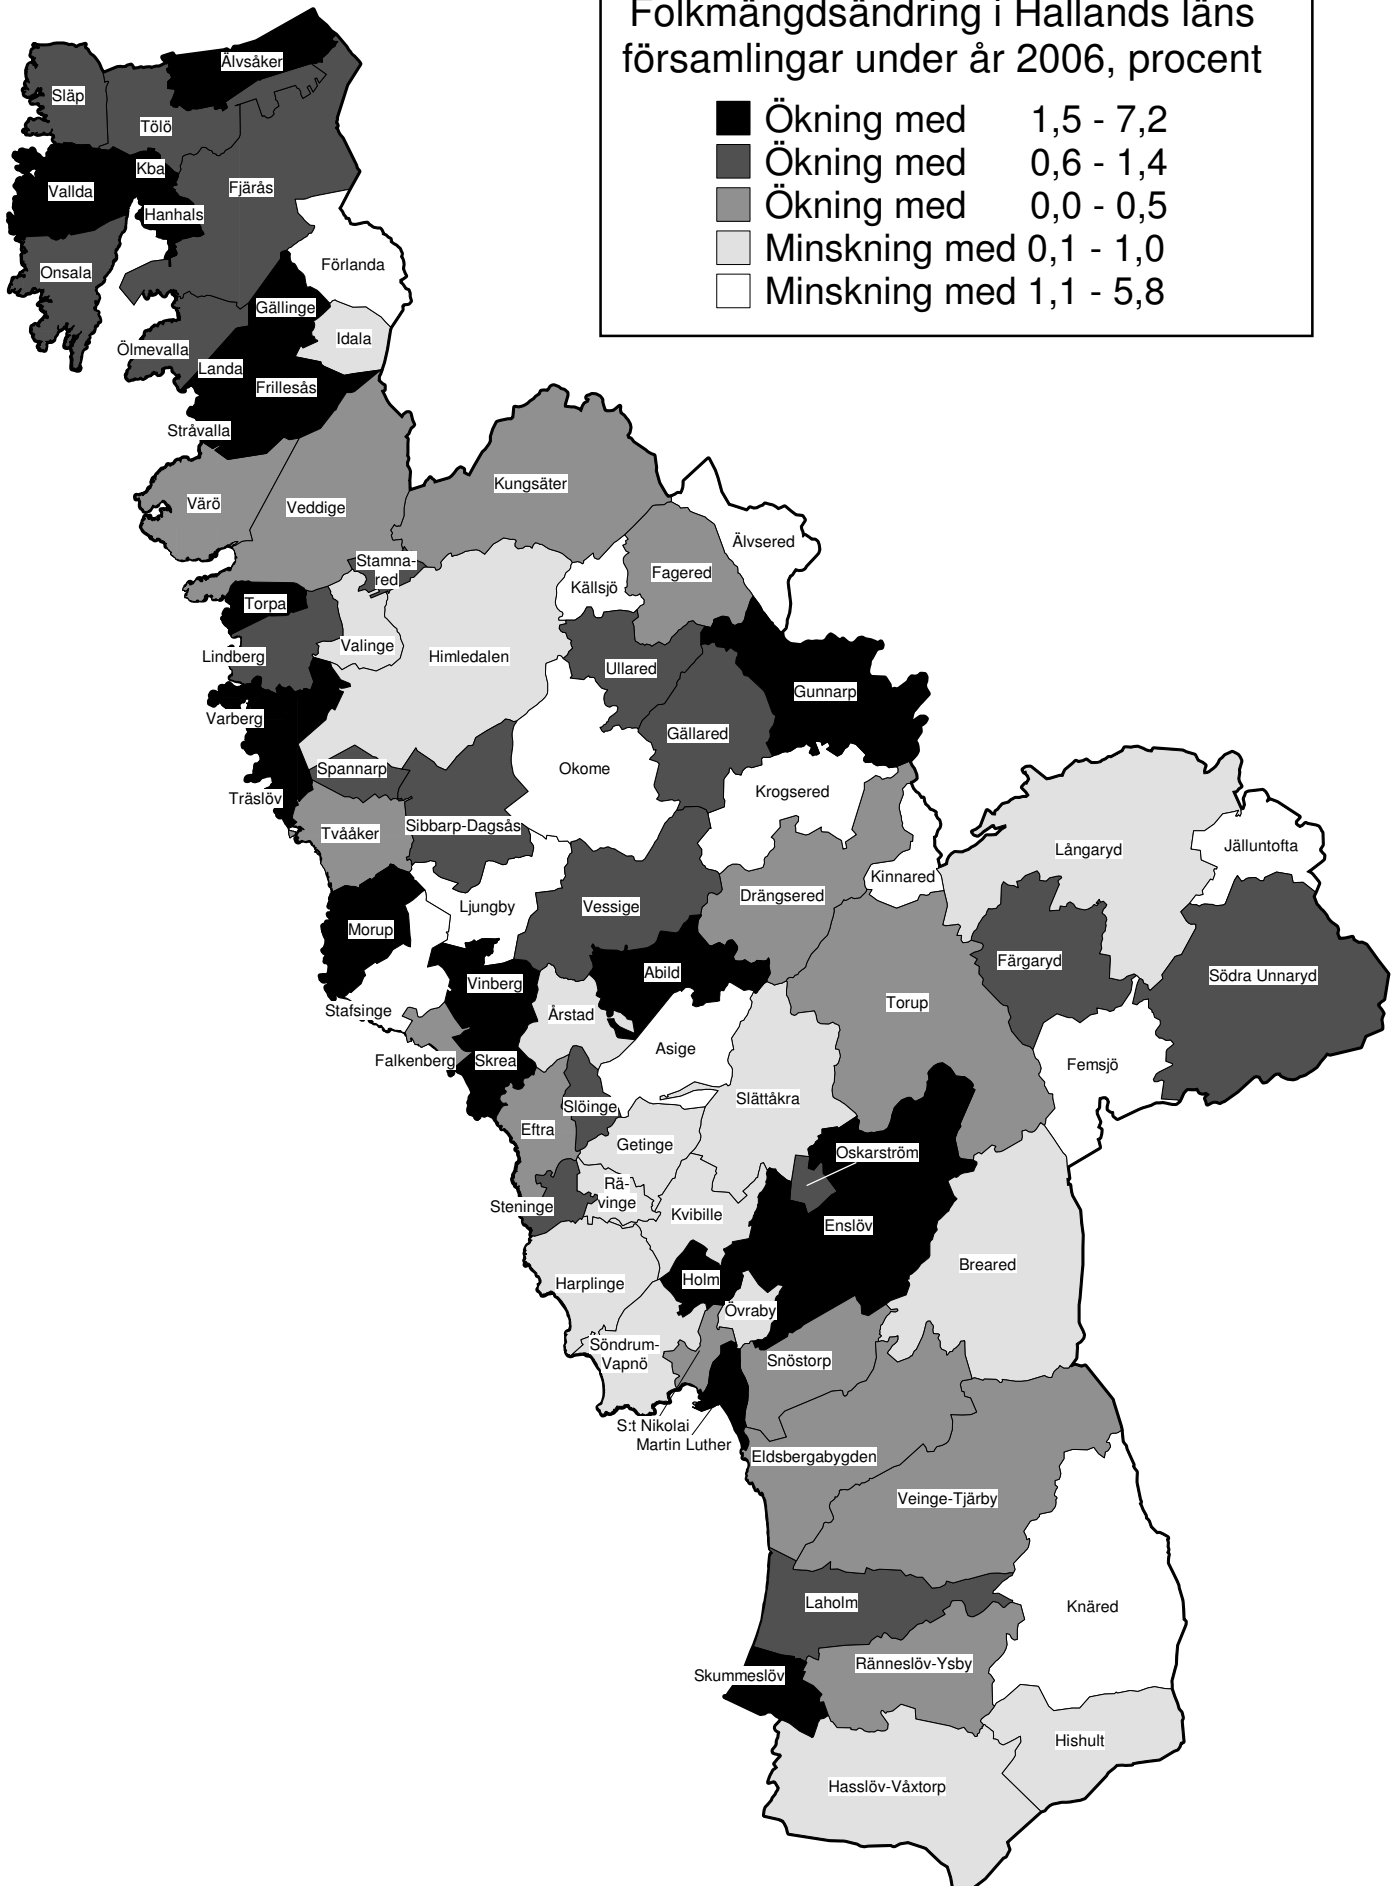 Folkmängdsändring i Hallands läns
församlingar under år 2006, procent
Ökning med 1,5 - 7,2
Ökning med 0,6 - 1,4
Ökning med 0,0 - 0,5
Minskning med 0,1 - 1,0
Minskning med 1,1 - 5,8
Älvsåker
Släp
Tölö
Kba
Vallda
Fjärås
Hanhals
Förlanda
Onsala
Gällinge
Idala
Ölmevalla
Landa
Frillesås
Stråvalla
Kungsäter
Värö
Veddige
Älvsered
Stamna-
red
Fagered
Källsjö
Torpa
Valinge
Lindberg
Himledalen
Ullared
Gunnarp
Varberg
Gällared
Spannarp
Okome
Krogsered
Träslöv
Sibbarp-Dagsås
Tvååker
Långaryd
Jälluntofta
Kinnared
Drängsered
Ljungby
Vessige
Morup
Färgaryd
Södra Unnaryd
Abild
Vinberg
Torup
Stafsinge
Årstad
Asige
Falkenberg
Skrea
Femsjö
Slättåkra
Slöinge
Eftra
Getinge
Oskarström
Rä-
vinge
Steninge
Kvibille
Enslöv
Breared
Harplinge
Holm
Övraby
Söndrum-
Vapnö
Snöstorp
S:t Nikolai
Martin Luther
Eldsbergabygden
Veinge-Tjärby
Laholm
Knäred
Ränneslöv-Ysby
Skummeslöv
Hishult
Hasslöv-Våxtorp